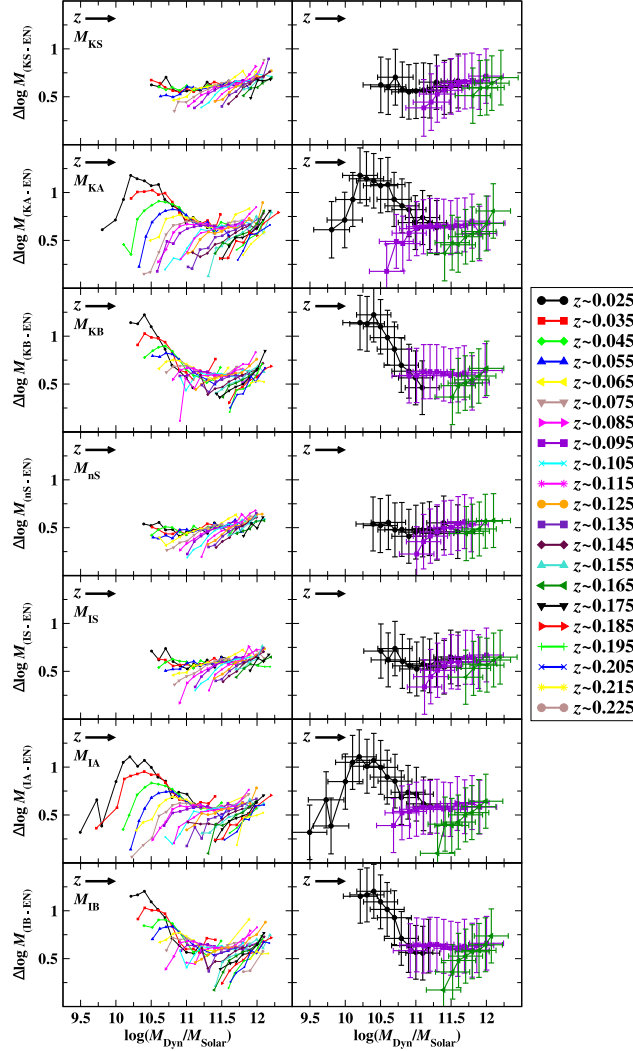 z
M_KS
Δlog M_(KS - EN)
1
0.5
z
z
M_KA
Δlog M_(KA - EN)
1
0.5
z
z
M_KB
Δlog M_(KB - EN)
1
0.5
z
z
M_nS
Δlog M_(nS - EN)
1
0.5
z
z
M_IS
Δlog M_(IS - EN)
1
0.5
z
z
M_IA
Δlog M_(IA - EN)
1
0.5
z
z
M_IB
Δlog M_(IB - EN)
1
0.5
z
9.5 10 10.5 11 11.5 12
9.5 10 10.5 11 11.5 12
log(M_Dyn/M_Solar)
log(M_Dyn/M_Solar)
z~0.025
z~0.035
z~0.045
z~0.055
z~0.065
z~0.075
z~0.085
z~0.095
z~0.105
z~0.115
z~0.125
z~0.135
z~0.145
z~0.155
z~0.165
z~0.175
z~0.185
z~0.195
z~0.205
z~0.215
z~0.225